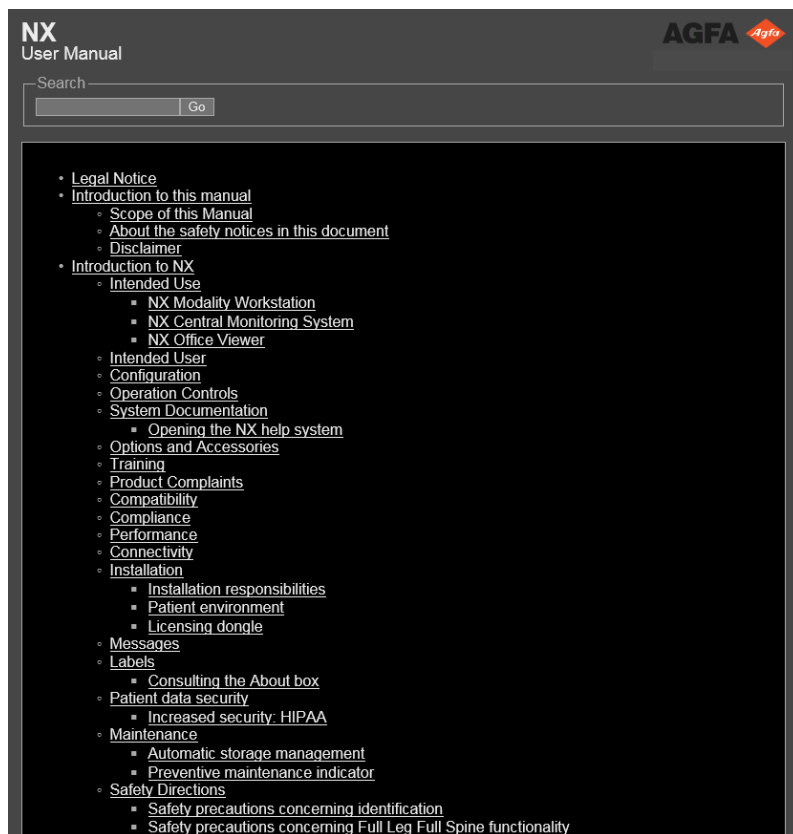 NX
AGFA Agfa
User Manual
Search
Go
• Legal Notice
• Introduction to this manual
◦ Scope of this Manual
◦ About the safety notices in this document
◦ Disclaimer
• Introduction to NX
◦ Intended Use
▪ NX Modality Workstation
▪ NX Central Monitoring System
▪ NX Office Viewer
◦ Intended User
◦ Configuration
◦ Operation Controls
◦ System Documentation
▪ Opening the NX help system
◦ Options and Accessories
◦ Training
◦ Product Complaints
◦ Compatibility
◦ Compliance
◦ Performance
◦ Connectivity
◦ Installation
▪ Installation responsibilities
▪ Patient environment
▪ Licensing dongle
◦ Messages
◦ Labels
▪ Consulting the About box
◦ Patient data security
▪ Increased security: HIPAA
◦ Maintenance
▪ Automatic storage management
▪ Preventive maintenance indicator
◦ Safety Directions
▪ Safety precautions concerning identification
▪ Safety precautions concerning Full Leg Full Spine functionality